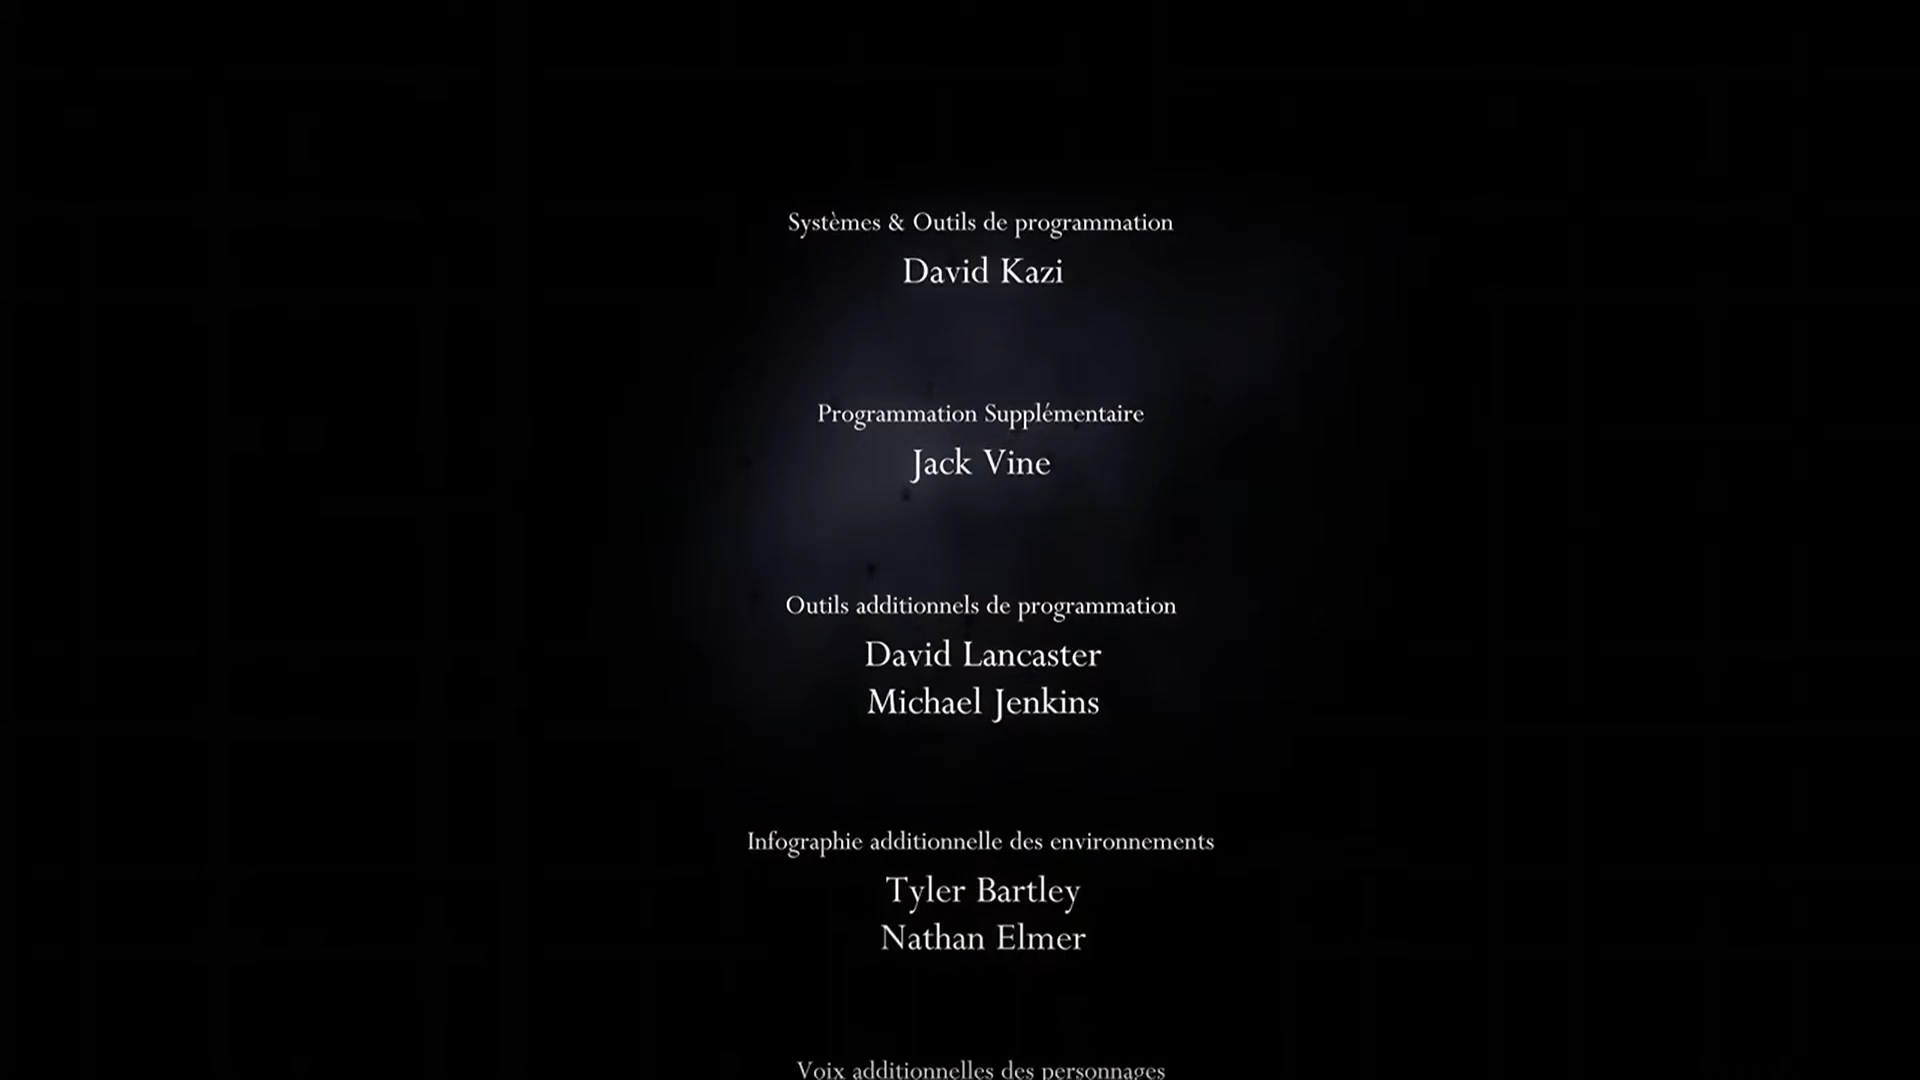 Systèmes & Outils de programmation
David Kazi
Programmation Supplémentaire
Jack Vine
Outils additionnels de programmation
David Lancaster
Michael Jenkins
Infographie additionnelle des environnements
Tyler Bartley
Nathan Elmer
Voix additionnelles des personnages